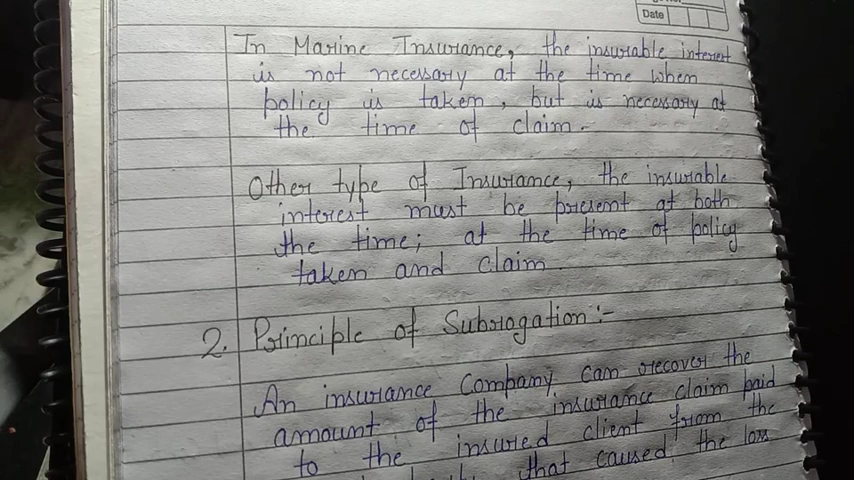 Date
In Marine Insurance, the insurable interest
is not necessary at the time when
policy is taken, but is necessary at
the time of claim.
Other type of Insurance, the insurable
interest must be present at both
the time; at the time of policy
taken and claim.
2. Principle of Subrogation:-
An insurance Company can recover the
amount of the insurance claim paid
to the insured client from the
that caused the loss